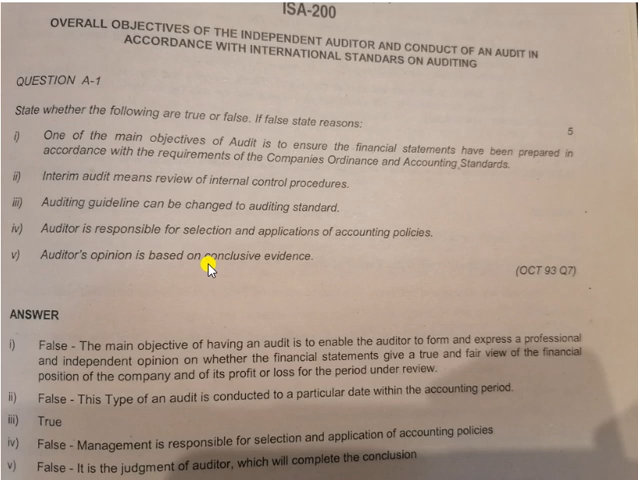 ISA-200
OVERALL OBJECTIVES OF THE INDEPENDENT AUDITOR AND CONDUCT OF AN AUDIT IN
ACCORDANCE WITH INTERNATIONAL STANDARS ON AUDITING
QUESTION A-1
State whether the following are true or false. If false state reasons:
5
i) One of the main objectives of Audit is to ensure the financial statements have been prepared in
accordance with the requirements of the Companies Ordinance and Accounting Standards.
ii) Interim audit means review of internal control procedures.
iii) Auditing guideline can be changed to auditing standard.
iv) Auditor is responsible for selection and applications of accounting policies.
v) Auditor's opinion is based on conclusive evidence.
(OCT 93 Q7)
ANSWER
i) False - The main objective of having an audit is to enable the auditor to form and express a professional
and independent opinion on whether the financial statements give a true and fair view of the financial
position of the company and of its profit or loss for the period under review.
ii) False - This Type of an audit is conducted to a particular date within the accounting period.
iii) True
iv) False - Management is responsible for selection and application of accounting policies
v) False - It is the judgment of auditor, which will complete the conclusion